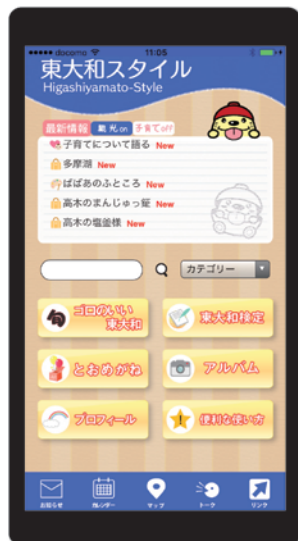 docomo 11:05
東大和スタイル
Higashiyamato-Style
最新情報 観光on 子育てoff
子育てについて語る New
多摩湖 New
ばばあのふところ New
高木のまんじゅっ篭 New
高木の塩釜様 New
カテゴリー
ゴロのいい
東大和
東大和検定
とおめがね
アルバム
プロフィール
便利な使い方
お知らせ カレンダー マップ トーク リンク